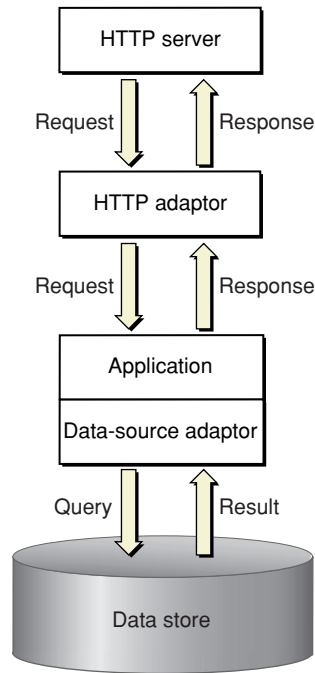 HTTP server
Request
Response
HTTP adaptor
Request
Response
Application
Data-source adaptor
Query
Result
Data store